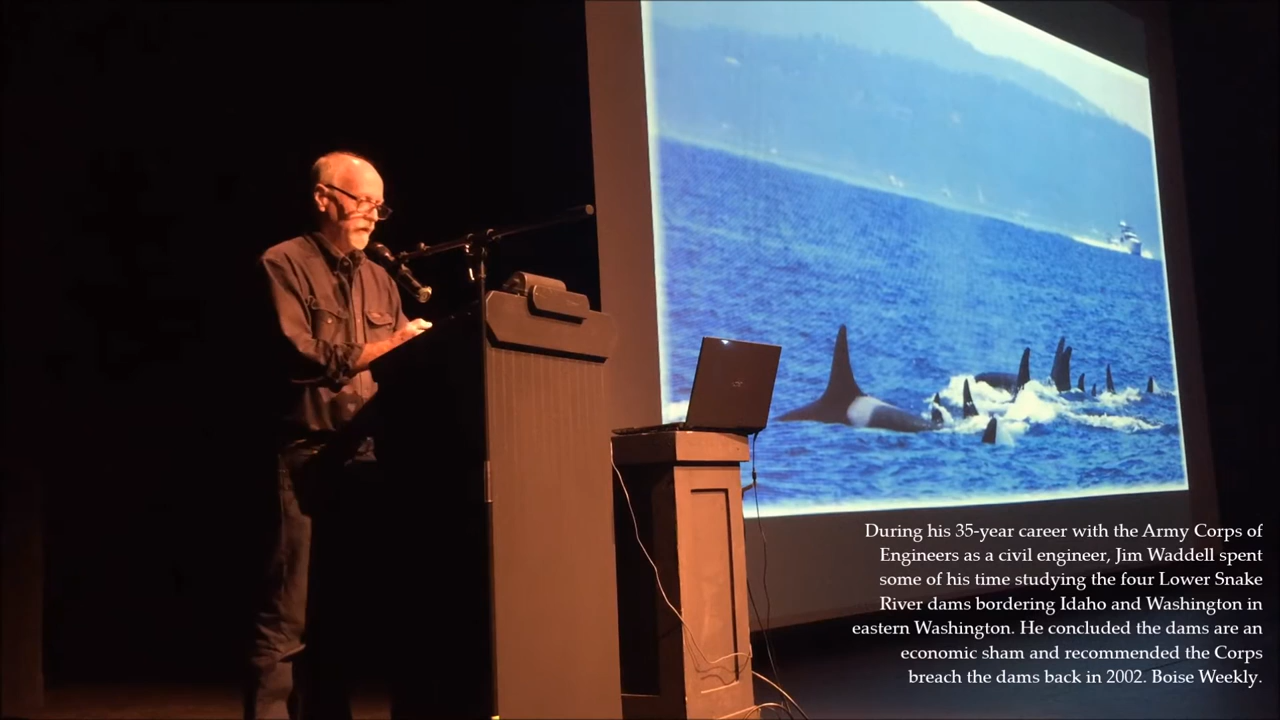 During his 35-year career with the Army Corps of
Engineers as a civil engineer, Jim Waddell spent
some of his time studying the four Lower Snake
River dams bordering Idaho and Washington in
eastern Washington. He concluded the dams are an
economic sham and recommended the Corps
breach the dams back in 2002. Boise Weekly.